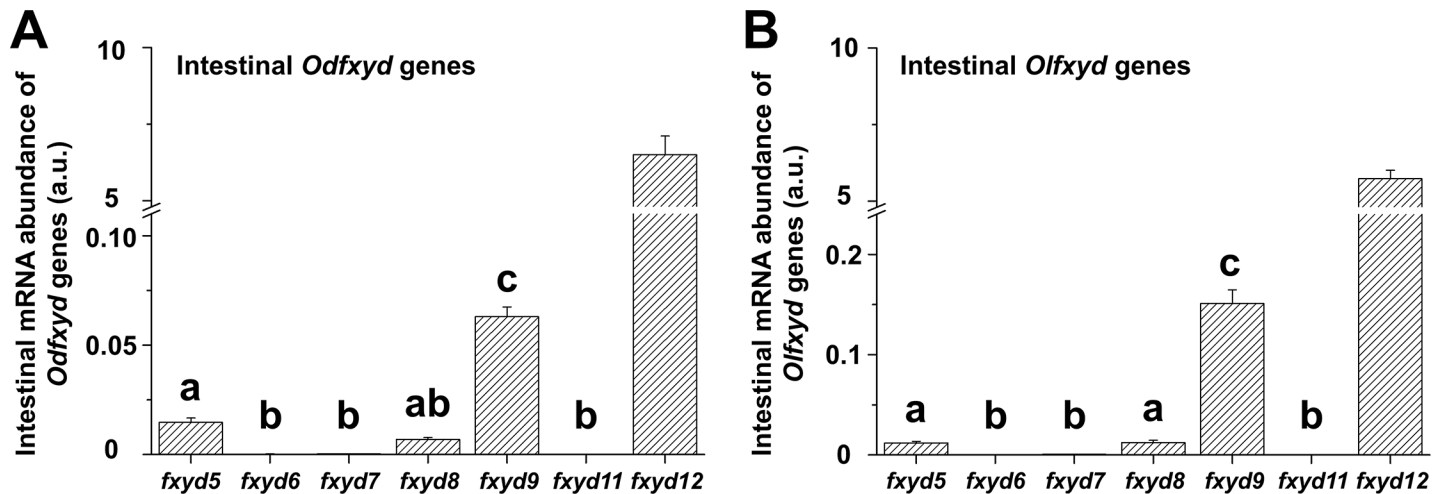 A
Intestinal mRNA abundance of
Odfxyd genes (a.u.)
Intestinal Odfxyd genes
10
5
0.10
0.05
0
a
b
b
ab
c
b
fxyd5 fxyd6 fxyd7 fxyd8 fxyd9 fxyd11 fxyd12
B
Intestinal mRNA abundance of
Olfxyd genes (a.u.)
Intestinal Olfxyd genes
10
5
0.2
0.1
0
a
b
b
a
c
b
fxyd5 fxyd6 fxyd7 fxyd8 fxyd9 fxyd11 fxyd12